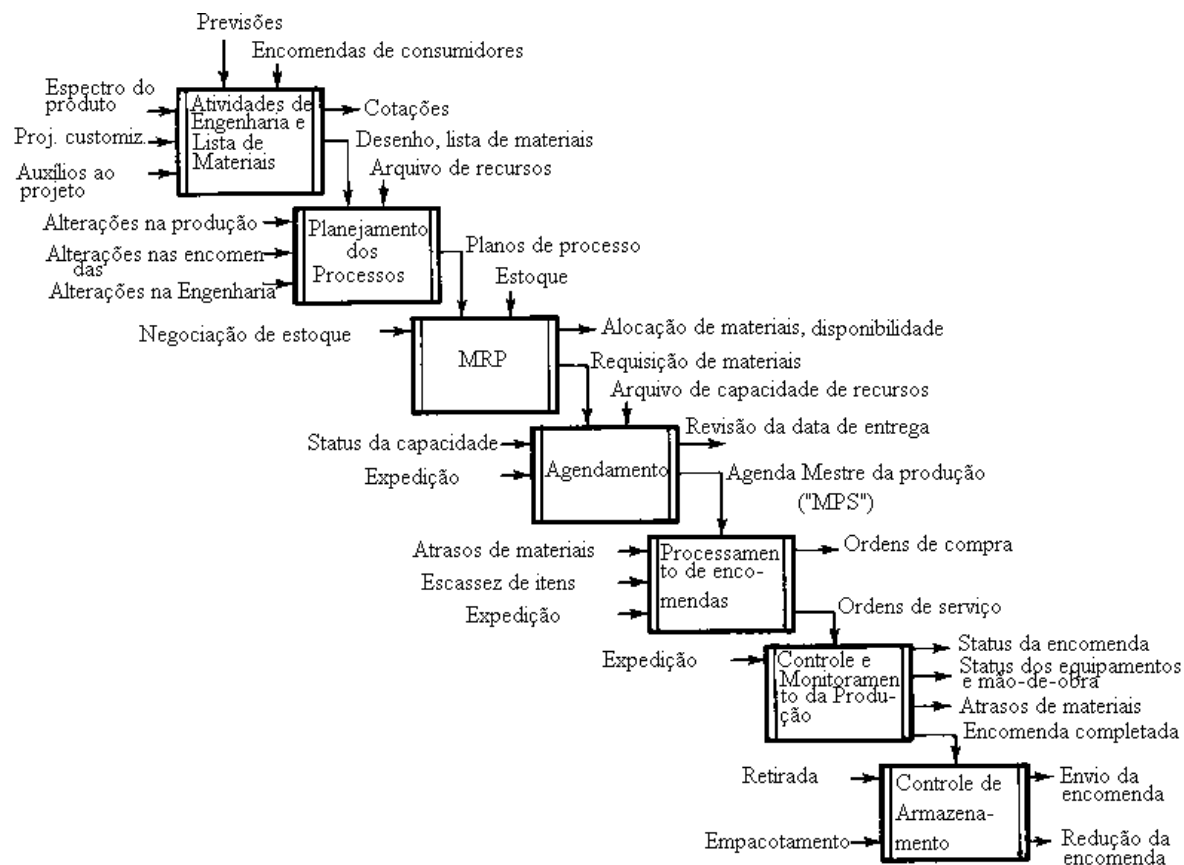 Previsões
Encomendas de consumidores
Espectro do
produto
Proj. customiz.
Auxílios ao
projeto
Atividades de
Engenharia e
Lista de
Materiais
Cotações
Desenho, lista de materiais
Arquivo de recursos
Alterações na produção
Alterações nas encomen
das
Alterações na Engenharia
Planejamento
dos
Processos
Planos de processo
Estoque
Negociação de estoque
MRP
Alocação de materiais, disponibilidade
Requisição de materiais
Arquivo de capacidade de recursos
Status da capacidade
Expedição
Agendamento
Revisão da data de entrega
Agenda Mestre da produção
("MPS")
Atrasos de materiais
Escassez de itens
Expedição
Processamen
to de enco-
mendas
Ordens de compra
Ordens de serviço
Expedição
Controle e
Monitoramen
to da Produ-
ção
Status da encomenda
Status dos equipamentos
e mão-de-obra
Atrasos de materiais
Encomenda completada
Retirada
Empacotamento
Controle de
Armazena-
mento
Envio da
encomenda
Redução da
encomenda